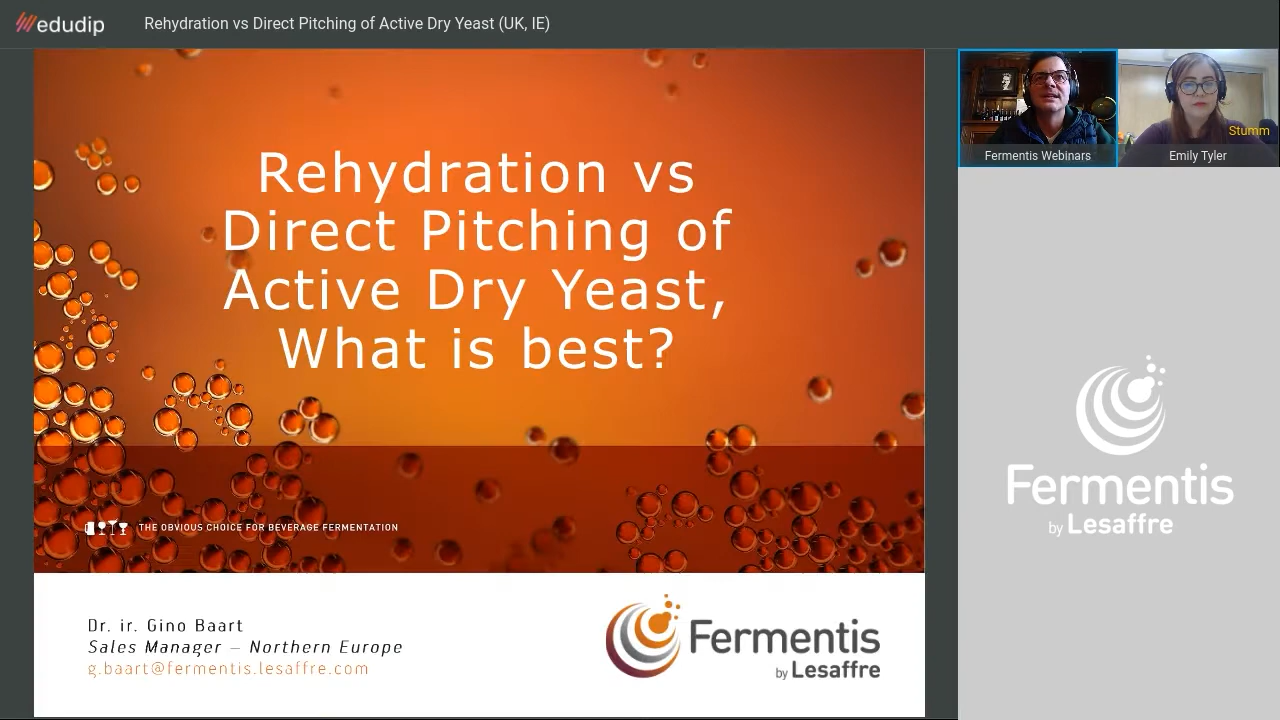 edudip
Rehydration vs Direct Pitching of Active Dry Yeast (UK, IE)
Rehydration vs
Direct Pitching of
Active Dry Yeast,
What is best?
THE OBVIOUS CHOICE FOR BEVERAGE FERMENTATION
Dr. ir. Gino Baart
Sales Manager – Northern Europe
g.baart@fermentis.lesaffre.com
Fermentis
by Lesaffre
Stumm
Fermentis Webinars
Emily Tyler
Fermentis
by Lesaffre